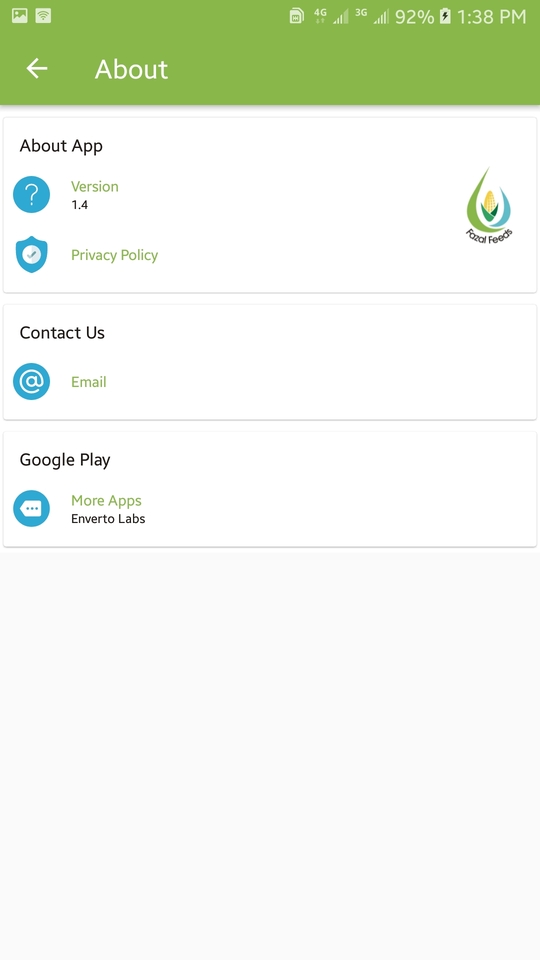 4G 3G 92% 1:38 PM
About
About App
Version
1.4
Privacy Policy
Fazal Feeds
Contact Us
Email
Google Play
More Apps
Enverto Labs